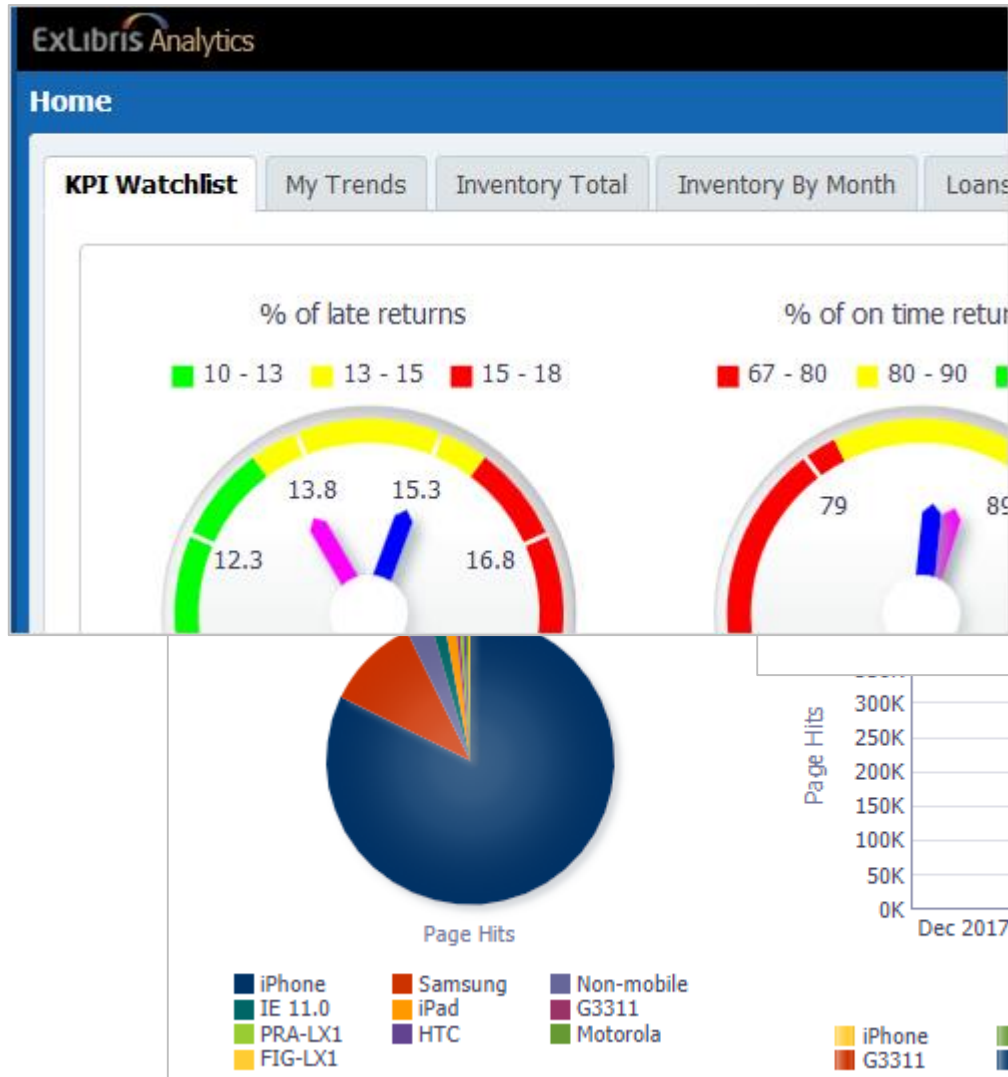 ExLibris Analytics
Home
KPI Watchlist My Trends Inventory Total Inventory By Month Loans
% of late returns % of on time retur
10 - 13 13 - 15 15 - 18 67 - 80 80 - 90
13.8 15.3 79 89
12.3 16.8
300K
250K
200K
150K
100K
50K
0K
Page Hits
Dec 2017
Page Hits
iPhone Samsung Non-mobile
IE 11.0 iPad G3311
PRA-LX1 HTC Motorola
FIG-LX1
iPhone
G3311